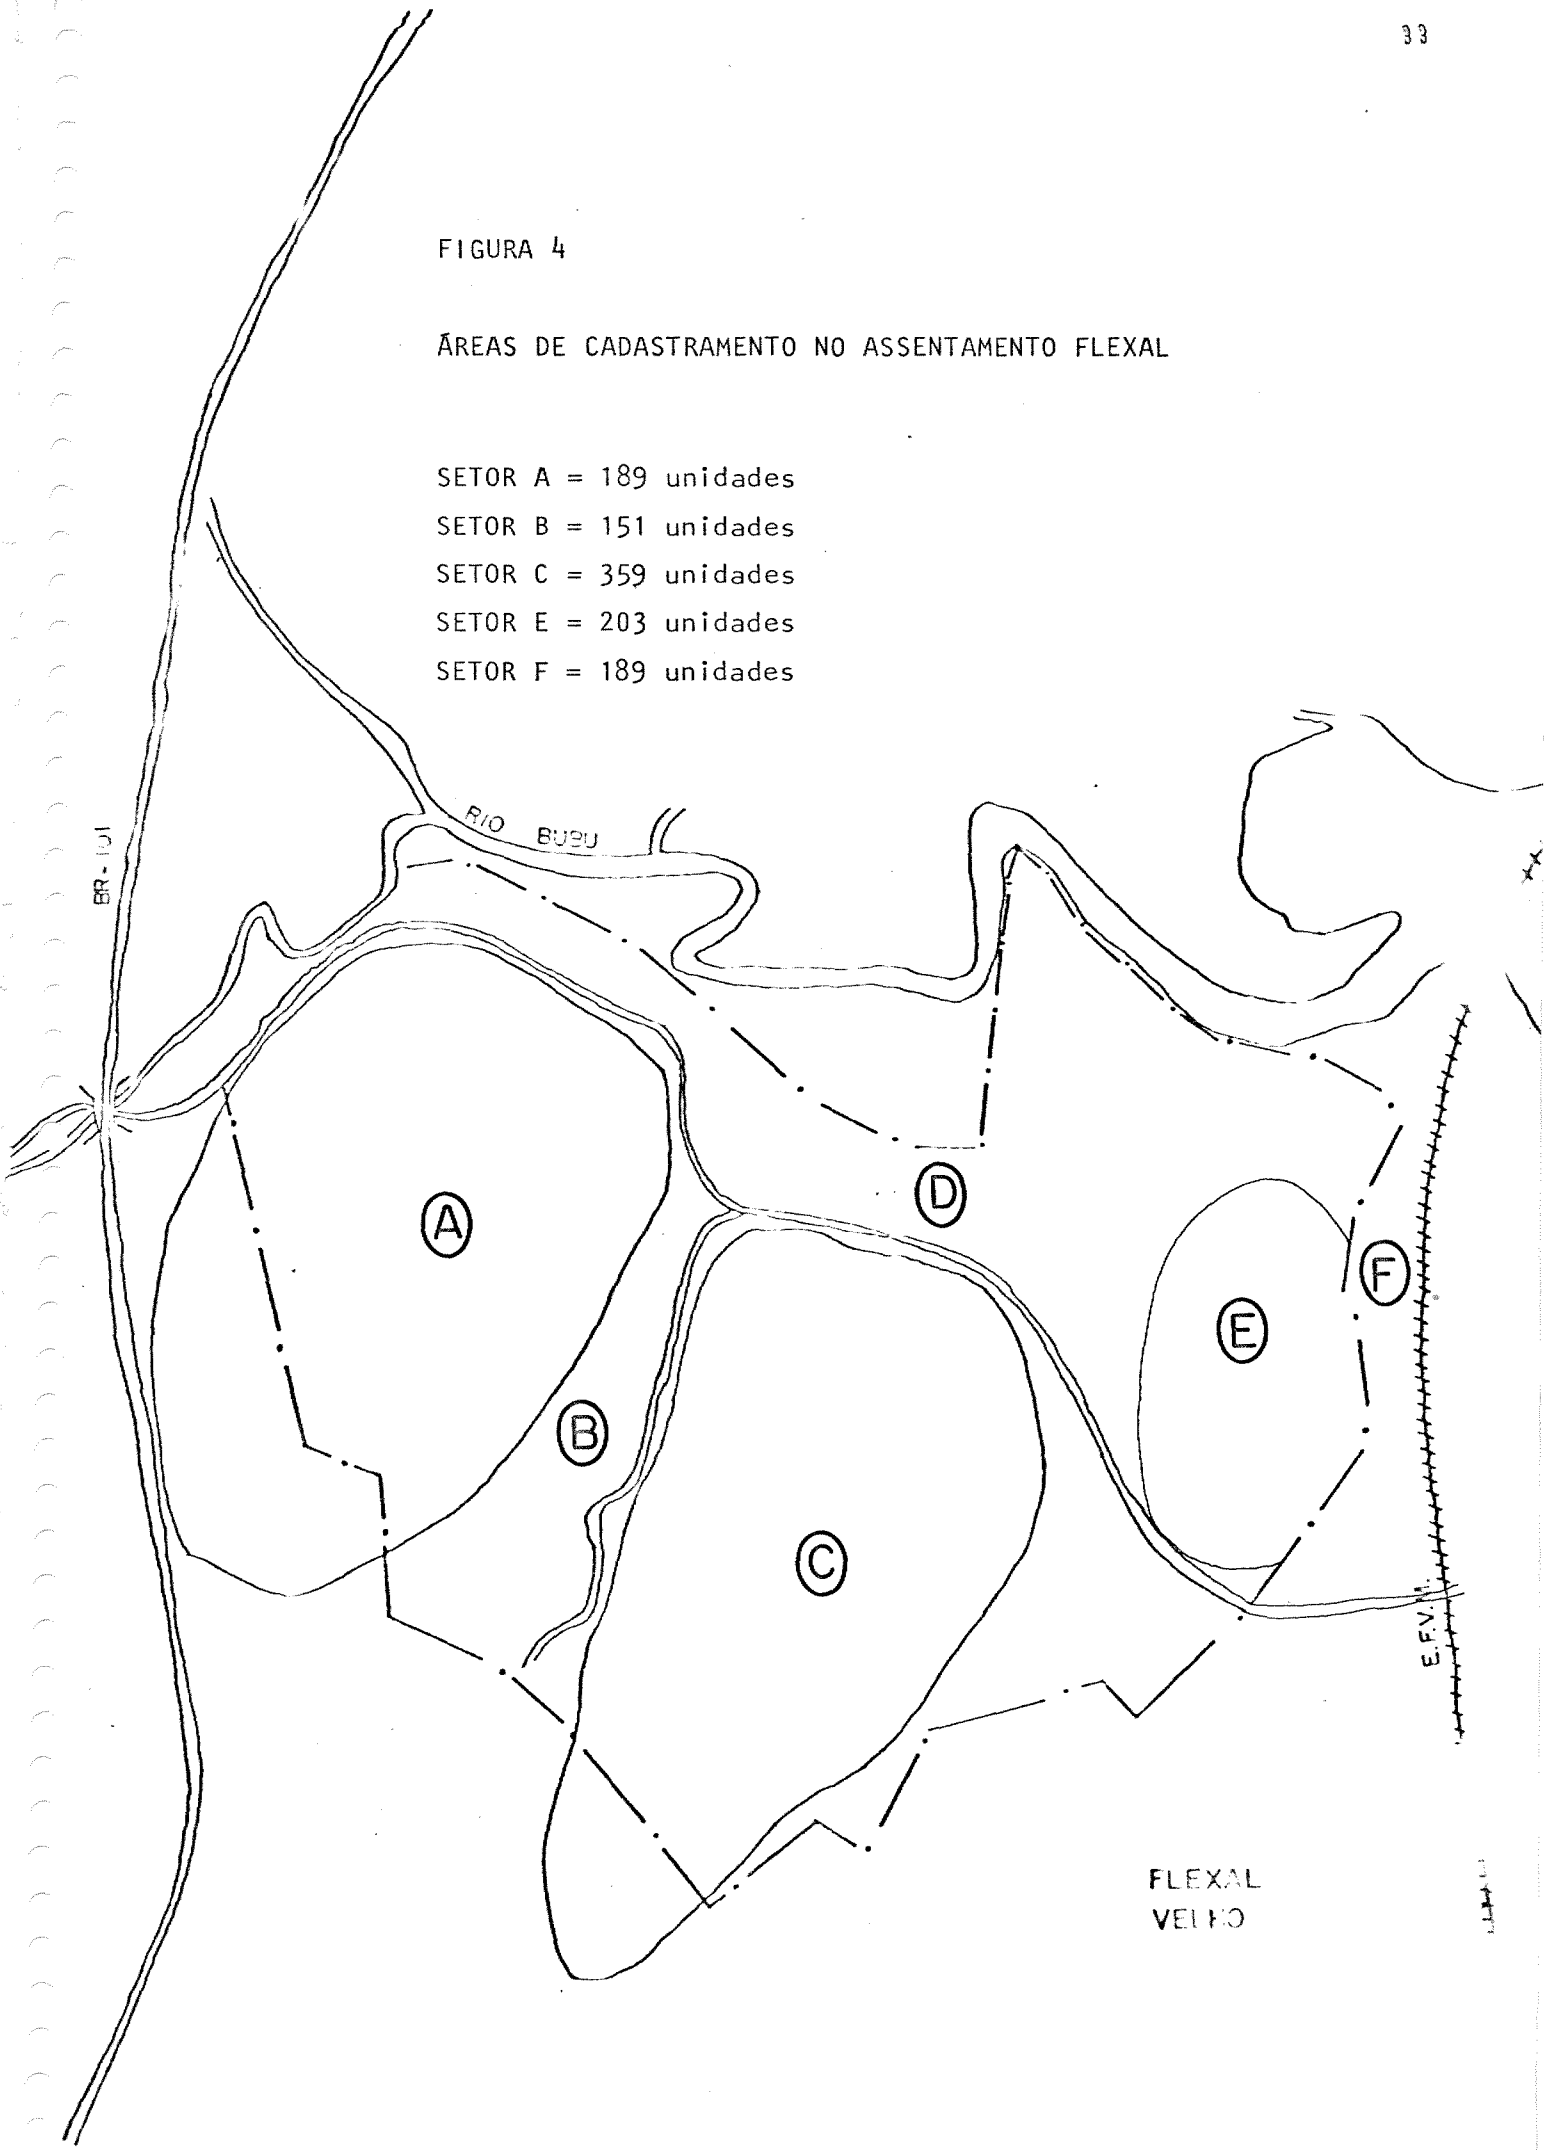 33
FIGURA 4
ÁREAS DE CADASTRAMENTO NO ASSENTAMENTO FLEXAL
SETOR A = 189 unidades
SETOR B = 151 unidades
SETOR C = 359 unidades
SETOR E = 203 unidades
SETOR F = 189 unidades
RIO BUBU
BR-101
D
A
F
E
B
C
E.F.V.M.
FLEXAL
VELHO